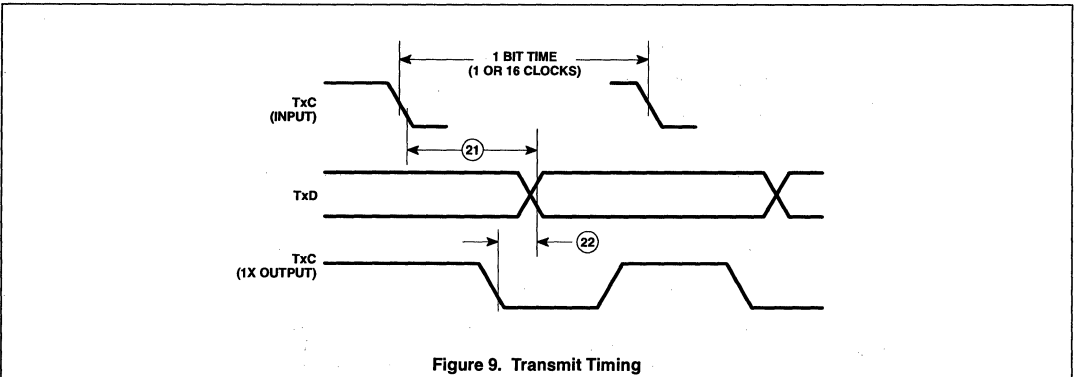 1 BIT TIME
(1 OR 16 CLOCKS)
TxC
(INPUT)
21
TxD
22
TxC
(1X OUTPUT)
Figure 9. Transmit Timing